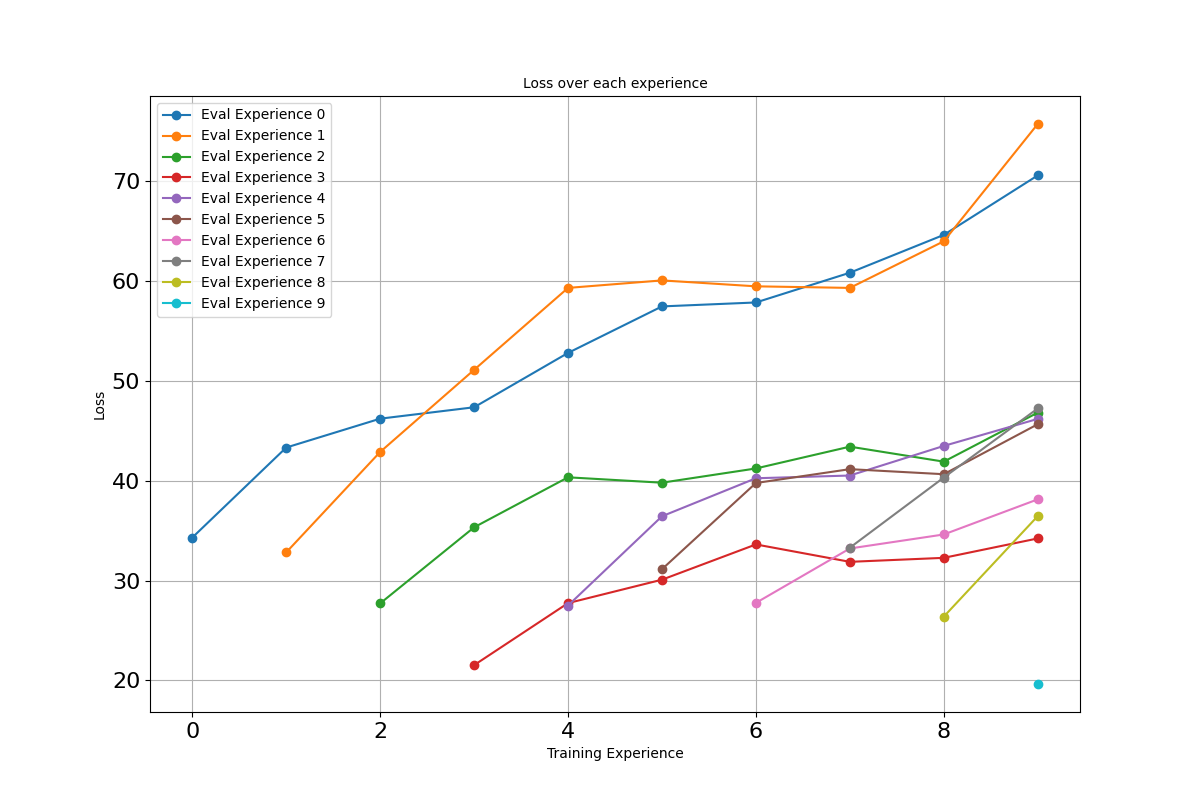 Loss over each experience
Eval Experience 0
Eval Experience 1
Eval Experience 2
Eval Experience 3
Eval Experience 4
Eval Experience 5
Eval Experience 6
Eval Experience 7
Eval Experience 8
Eval Experience 9
70
60
50
40
30
20
Loss
0 2 4 6 8
Training Experience